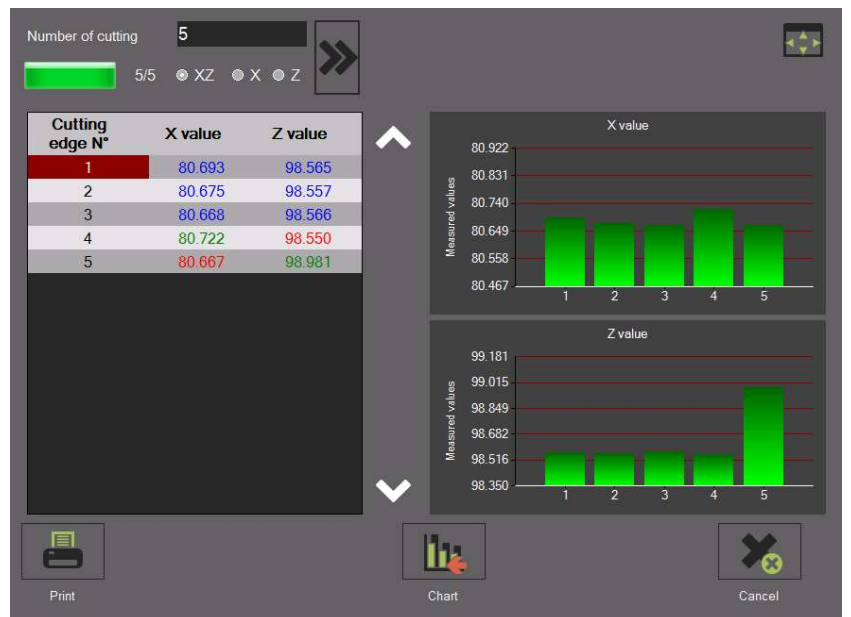 Number of cutting 5
5/5 XZ X Z
Cutting edge N° X value Z value
1 80.693 98.565
2 80.675 98.557
3 80.668 98.566
4 80.722 98.550
5 80.667 98.981
X value
Measured values
80.922
80.831
80.740
80.649
80.558
80.467
1 2 3 4 5
Z value
Measured values
99.181
99.015
98.849
98.682
98.516
98.350
1 2 3 4 5
Print Chart Cancel